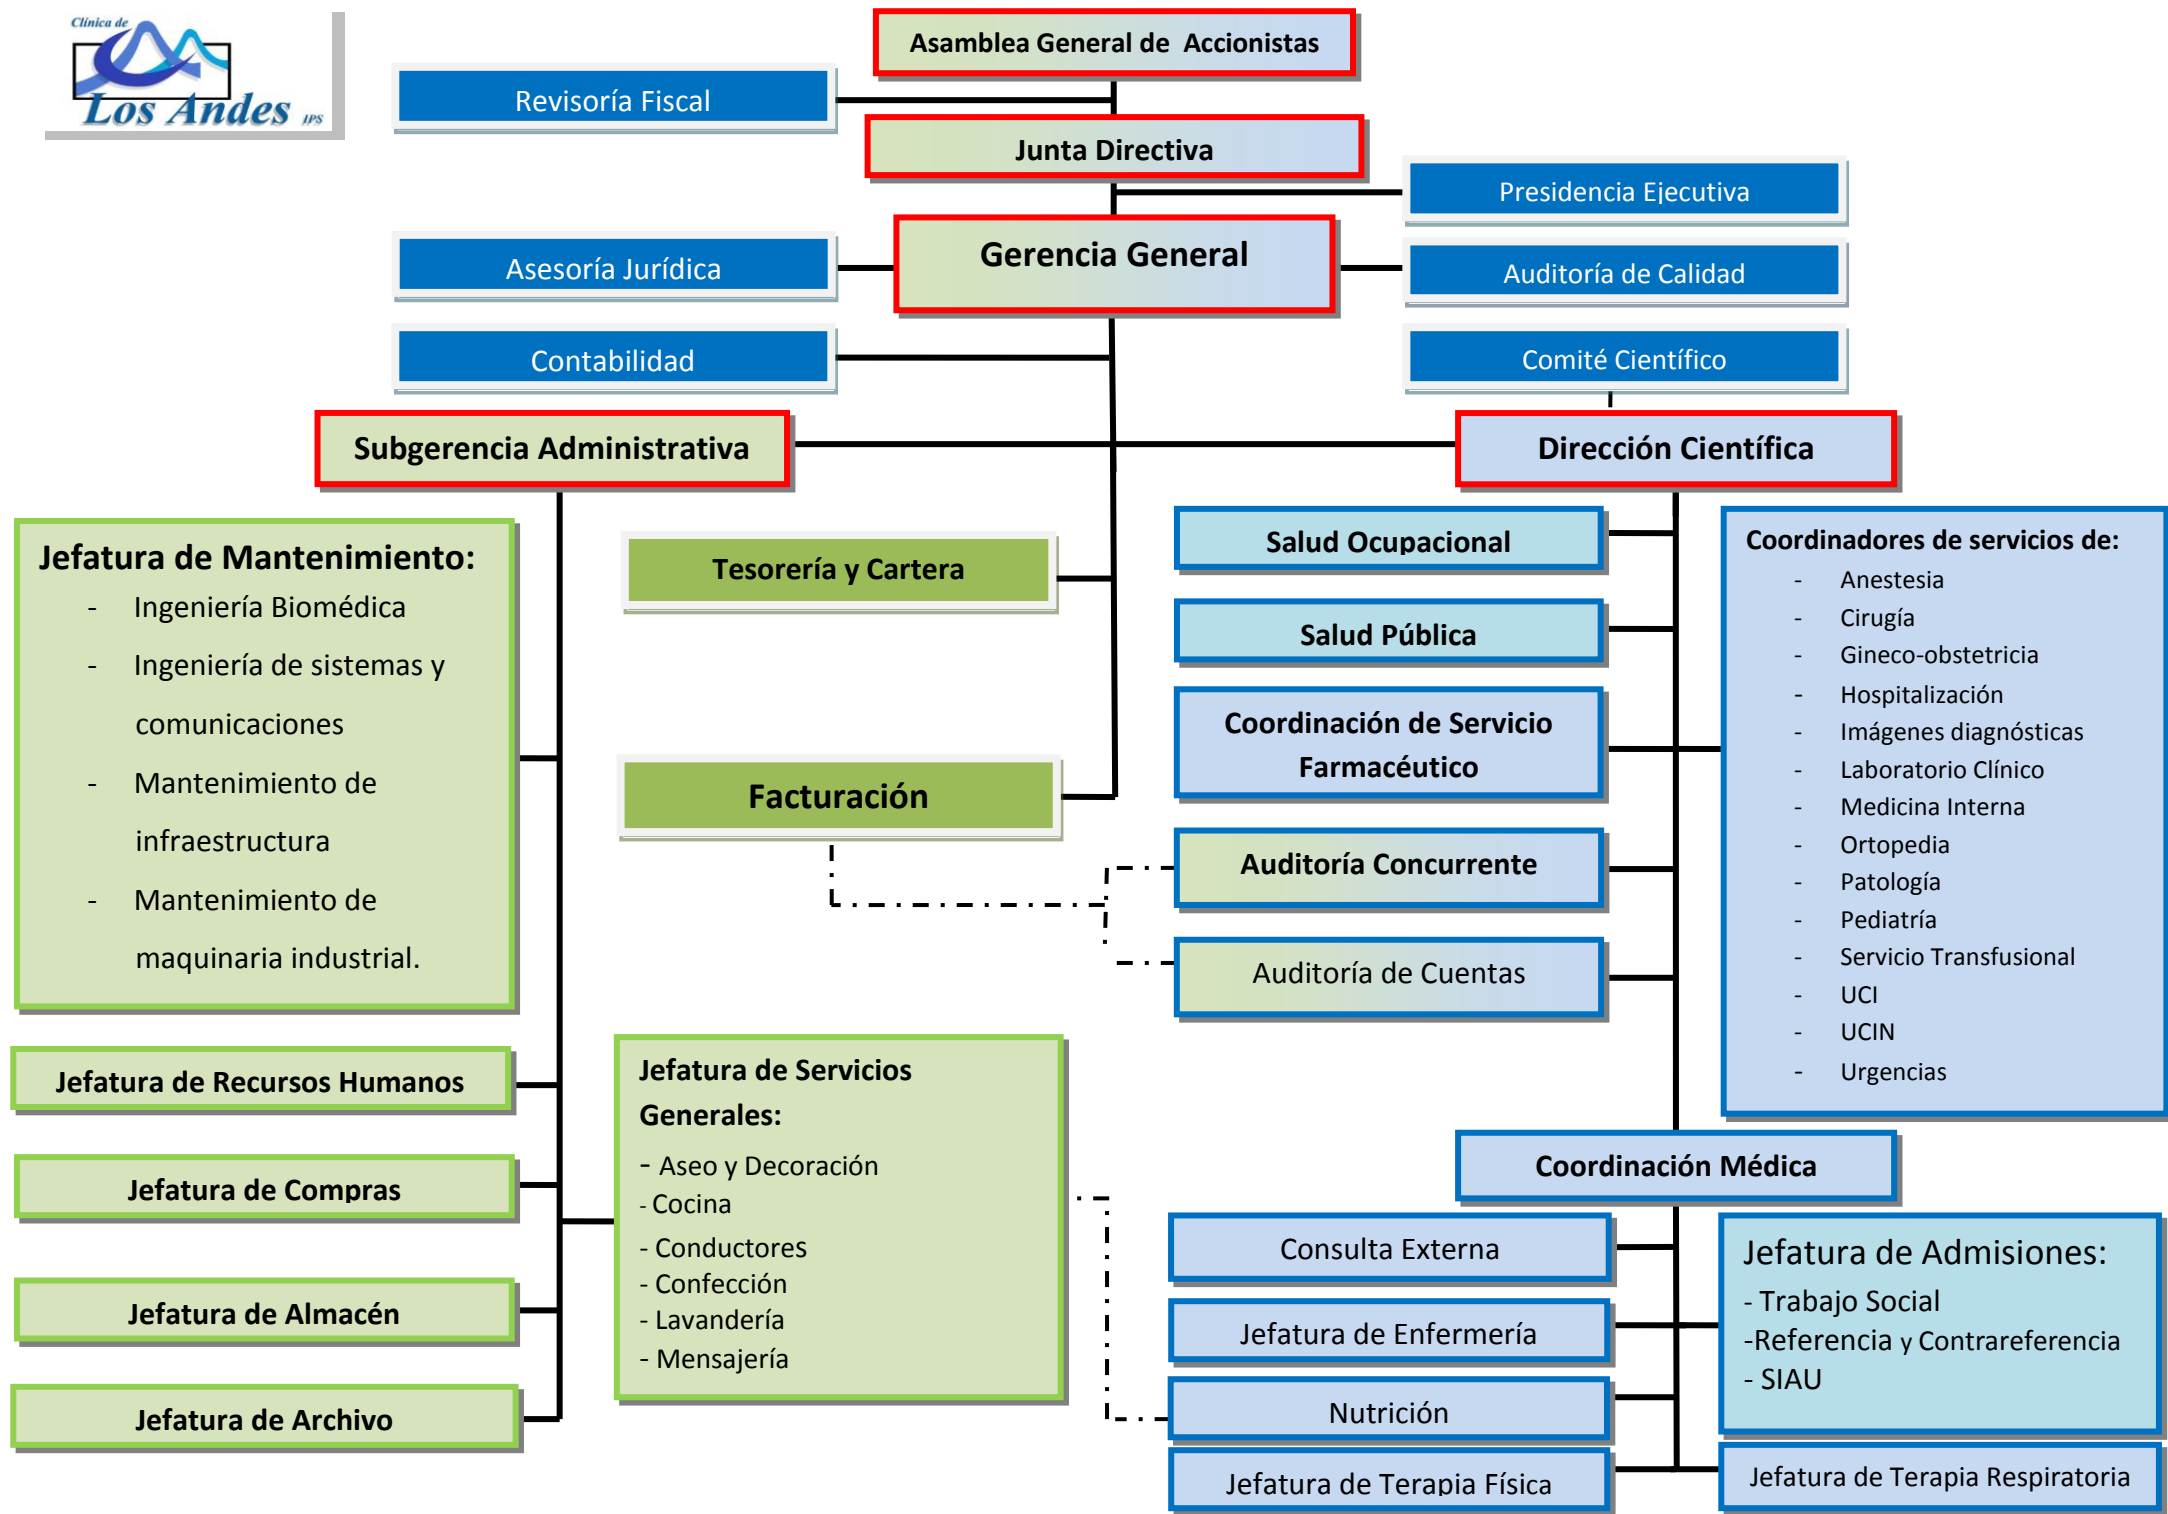 Clínica de
Los Andes IPS
Asamblea General de Accionistas
Revisoría Fiscal
Junta Directiva
Presidencia Ejecutiva
Gerencia General
Asesoría Jurídica
Auditoría de Calidad
Contabilidad
Comité Científico
Subgerencia Administrativa
Dirección Científica
Jefatura de Mantenimiento:
- Ingeniería Biomédica
- Ingeniería de sistemas y
comunicaciones
- Mantenimiento de
infraestructura
- Mantenimiento de
maquinaria industrial.
Tesorería y Cartera
Facturación
Salud Ocupacional
Salud Pública
Coordinación de Servicio
Farmacéutico
Auditoría Concurrente
Auditoría de Cuentas
Coordinadores de servicios de:
- Anestesia
- Cirugía
- Gineco-obstetricia
- Hospitalización
- Imágenes diagnósticas
- Laboratorio Clínico
- Medicina Interna
- Ortopedia
- Patología
- Pediatría
- Servicio Transfusional
- UCI
- UCIN
- Urgencias
Jefatura de Recursos Humanos
Jefatura de Compras
Jefatura de Almacén
Jefatura de Archivo
Jefatura de Servicios
Generales:
- Aseo y Decoración
- Cocina
- Conductores
- Confección
- Lavandería
- Mensajería
Coordinación Médica
Consulta Externa
Jefatura de Enfermería
Nutrición
Jefatura de Terapia Física
Jefatura de Admisiones:
- Trabajo Social
-Referencia y Contrareferencia
- SIAU
Jefatura de Terapia Respiratoria